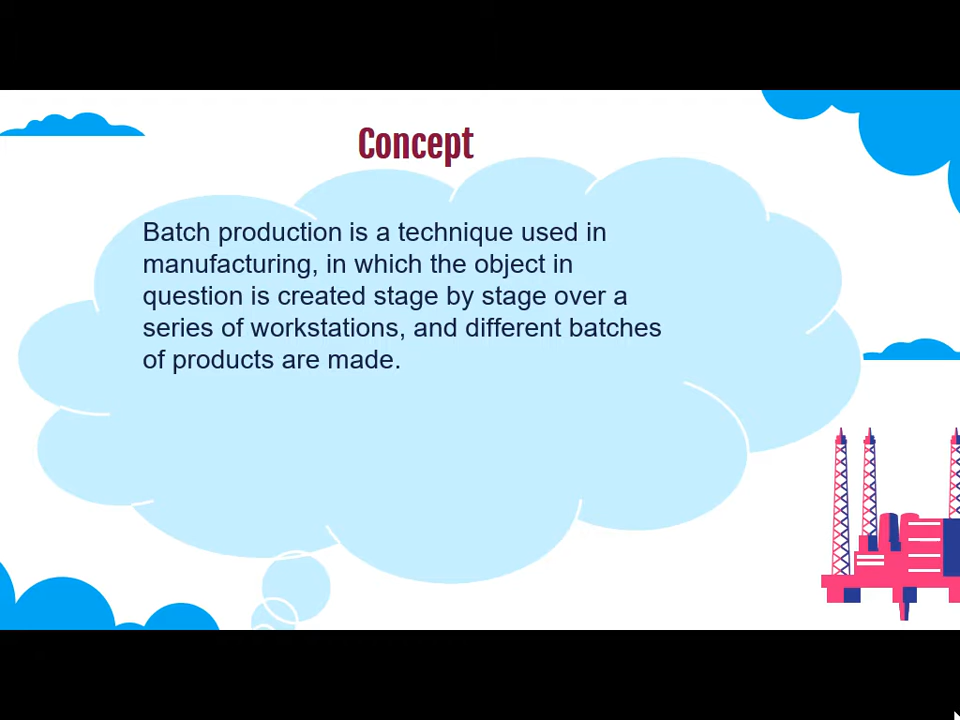 Concept
Batch production is a technique used in
manufacturing, in which the object in
question is created stage by stage over a
series of workstations, and different batches
of products are made.